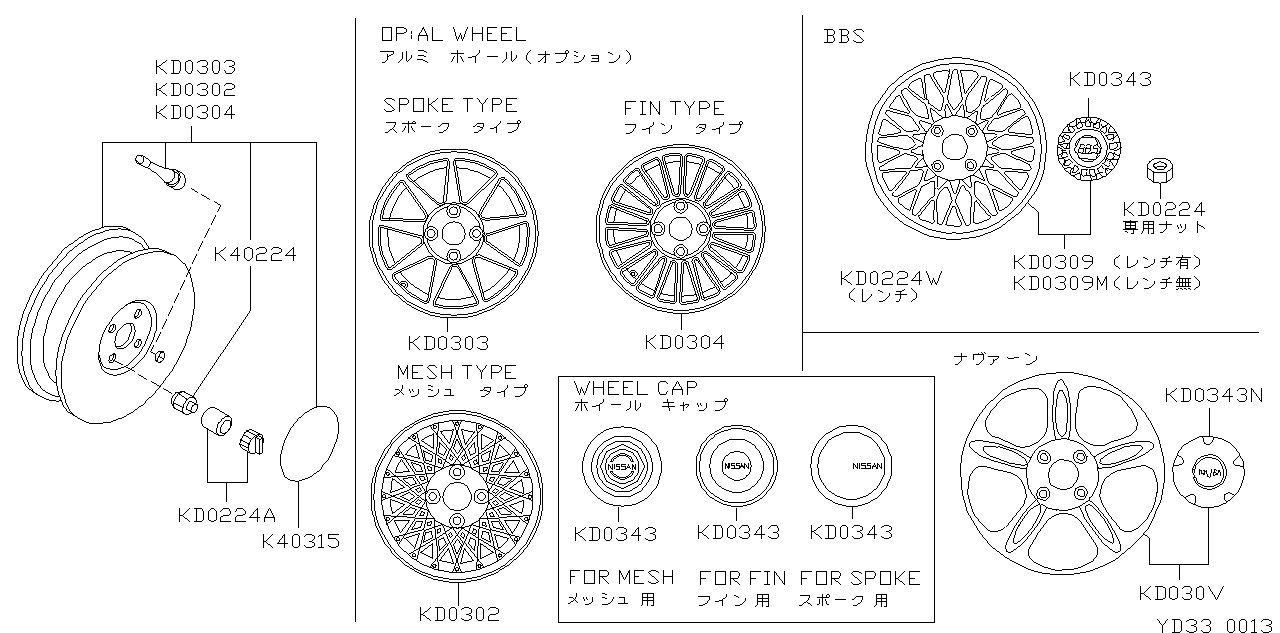 KD0303
KD0302
KD0304
K40224
KD0224A
K40315
OP:AL WHEEL
アルミ ホイール(オプション)
SPOKE TYPE
スポーク タイプ
KD0303
FIN TYPE
フイン タイプ
KD0304
MESH TYPE
メッシュ タイプ
KD0302
WHEEL CAP
ホイール キャップ
NISSAN
NISSAN
NISSAN
KD0343
KD0343
KD0343
FOR MESH
メッシュ 用
FOR FIN
フイン 用
FOR SPOKE
スポーク 用
BBS
KD0343
BBS
KD0224
専用ナット
KD0309 (レンチ有)
KD0309M(レンチ無)
KD0224W
(レンチ)
ナヴァーン
KD0343N
KD030V
YD33 0013